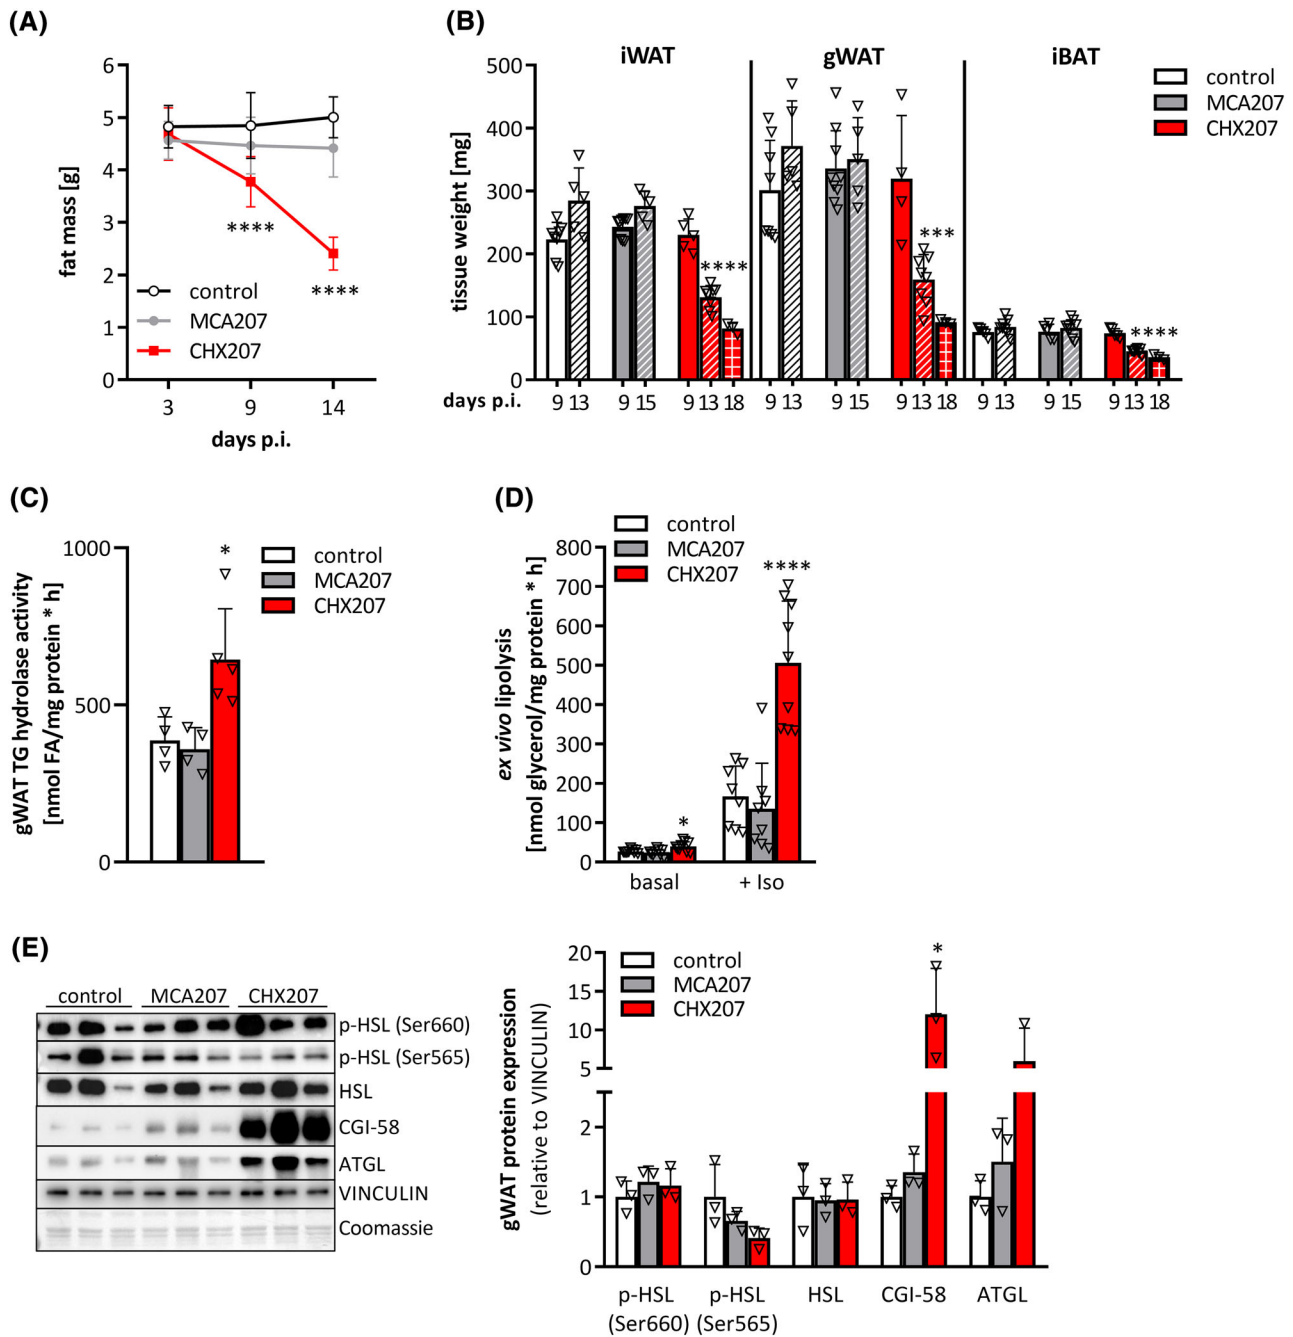 (A)
6
5
4
3
2
1
0
fat mass [g]
****
****
control
MCA207
CHX207
3 9 14
days p.i.
(B)
iWAT gWAT iBAT
control
MCA207
CHX207
500
400
300
200
100
0
tissue weight [mg]
****
***
****
days p.i. 9 13 9 15 9 13 18 9 13 9 15 9 13 18 9 13 9 15 9 13 18
(C)
1000
500
0
gWAT TG hydrolase activity
[nmol FA/mg protein * h]
*
control
MCA207
CHX207
(D)
control
MCA207
CHX207
800
700
600
500
400
300
200
100
0
ex vivo lipolysis
[nmol glycerol/mg protein * h]
*
****
basal + Iso
(E)
control MCA207 CHX207
p-HSL (Ser660)
p-HSL (Ser565)
HSL
CGI-58
ATGL
VINCULIN
Coomassie
gWAT protein expression
(relative to VINCULIN)
20
15
10
5
2
1
0
control
MCA207
CHX207
*
p-HSL p-HSL HSL CGI-58 ATGL
(Ser660) (Ser565)